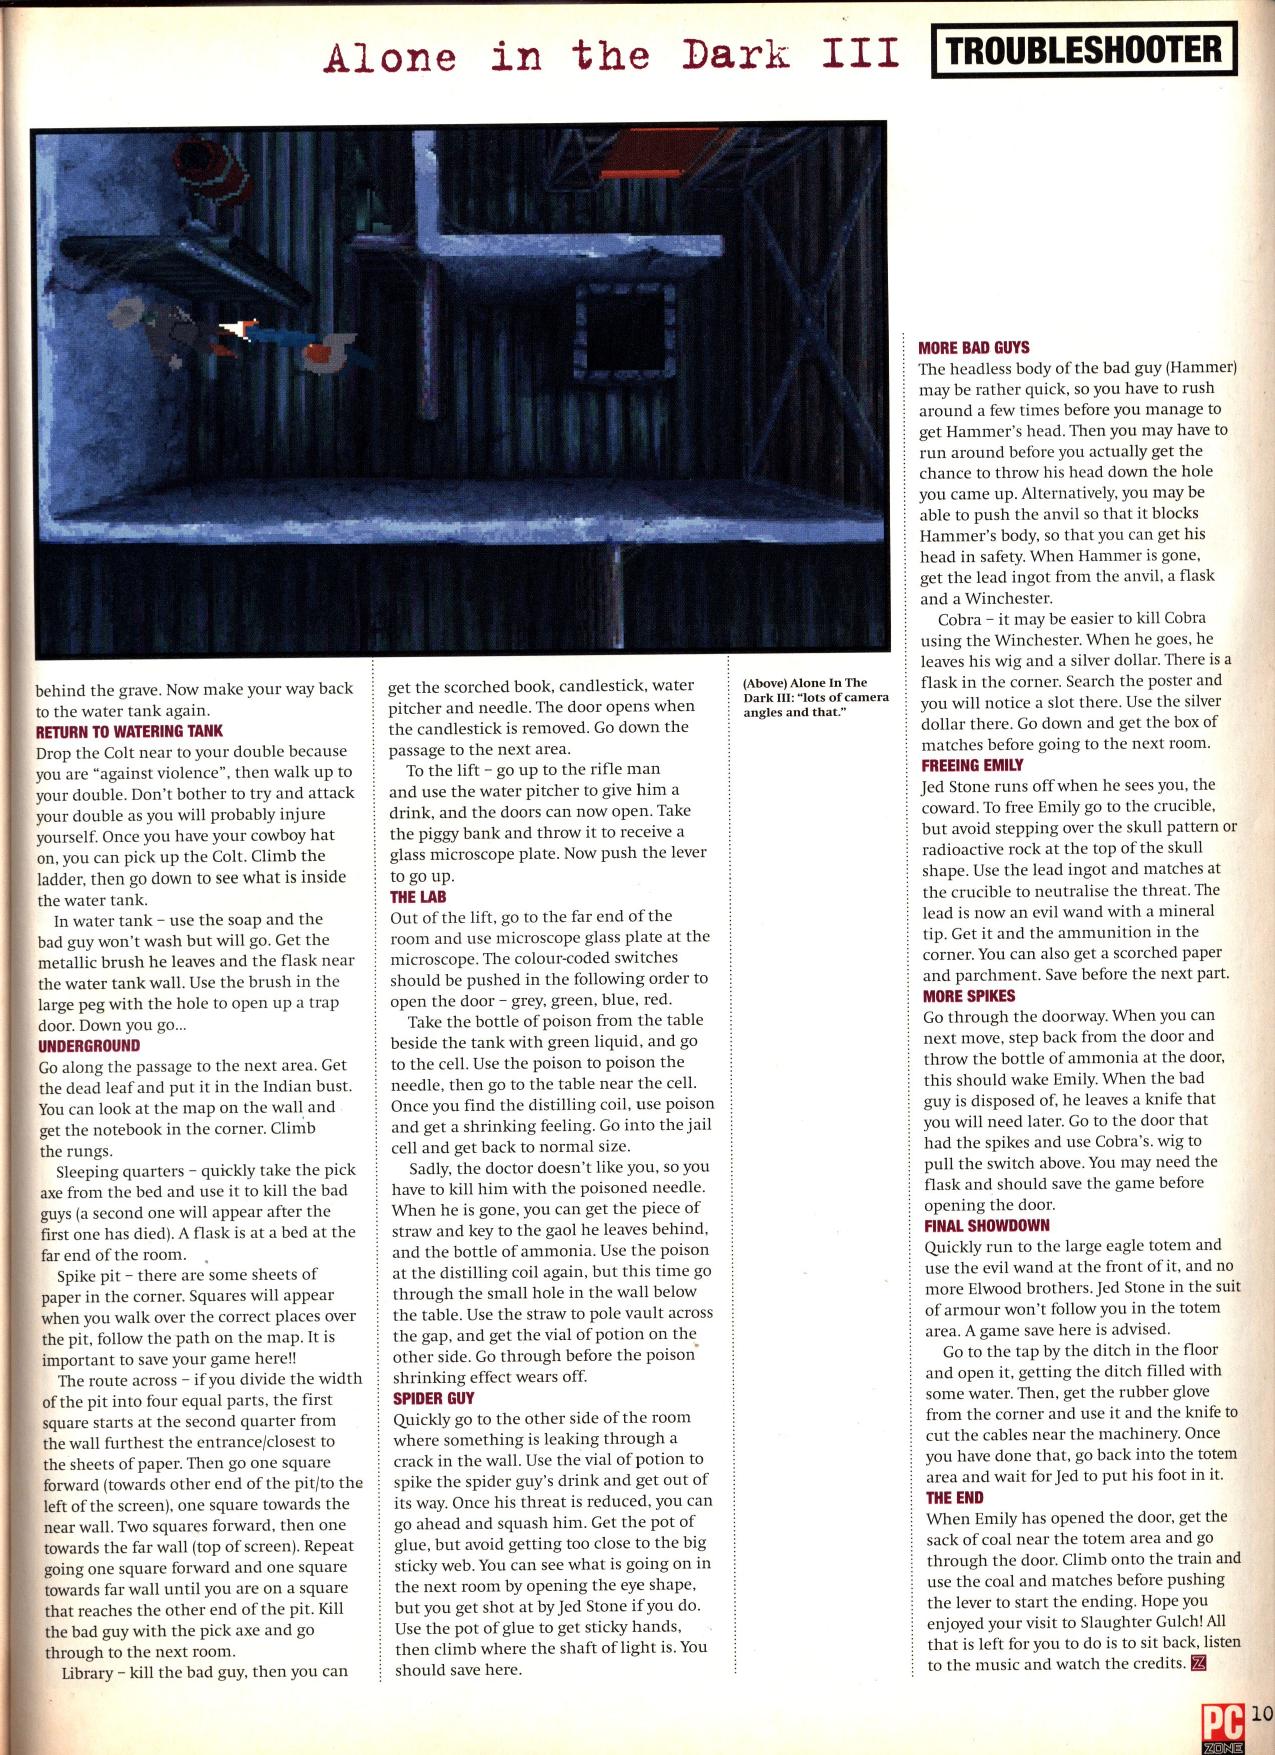 Alone in the Dark III
TROUBLESHOOTER
behind the grave. Now make your way back
to the water tank again.
RETURN TO WATERING TANK
Drop the Colt near to your double because
you are “against violence”, then walk up to
your double. Don’t bother to try and attack
your double as you will probably injure
yourself. Once you have your cowboy hat
on, you can pick up the Colt. Climb the
ladder, then go down to see what is inside
the water tank.
In water tank – use the soap and the
bad guy won’t wash but will go. Get the
metallic brush he leaves and the flask near
the water tank wall. Use the brush in the
large peg with the hole to open up a trap
door. Down you go...
UNDERGROUND
Go along the passage to the next area. Get
the dead leaf and put it in the Indian bust.
You can look at the map on the wall and
get the notebook in the corner. Climb
the rungs.
Sleeping quarters – quickly take the pick
axe from the bed and use it to kill the bad
guys (a second one will appear after the
first one has died). A flask is at a bed at the
far end of the room.
Spike pit – there are some sheets of
paper in the corner. Squares will appear
when you walk over the correct places over
the pit, follow the path on the map. It is
important to save your game here!!
The route across – if you divide the width
of the pit into four equal parts, the first
square starts at the second quarter from
the wall furthest the entrance/closest to
the sheets of paper. Then go one square
forward (towards other end of the pit/to the
left of the screen), one square towards the
near wall. Two squares forward, then one
towards the far wall (top of screen). Repeat
going one square forward and one square
towards far wall until you are on a square
that reaches the other end of the pit. Kill
the bad guy with the pick axe and go
through to the next room.
Library – kill the bad guy, then you can
get the scorched book, candlestick, water
pitcher and needle. The door opens when
the candlestick is removed. Go down the
passage to the next area.
To the lift – go up to the rifle man
and use the water pitcher to give him a
drink, and the doors can now open. Take
the piggy bank and throw it to receive a
glass microscope plate. Now push the lever
to go up.
THE LAB
Out of the lift, go to the far end of the
room and use microscope glass plate at the
microscope. The colour-coded switches
should be pushed in the following order to
open the door – grey, green, blue, red.
Take the bottle of poison from the table
beside the tank with green liquid, and go
to the cell. Use the poison to poison the
needle, then go to the table near the cell.
Once you find the distilling coil, use poison
and get a shrinking feeling. Go into the jail
cell and get back to normal size.
Sadly, the doctor doesn’t like you, so you
have to kill him with the poisoned needle.
When he is gone, you can get the piece of
straw and key to the gaol he leaves behind,
and the bottle of ammonia. Use the poison
at the distilling coil again, but this time go
through the small hole in the wall below
the table. Use the straw to pole vault across
the gap, and get the vial of potion on the
other side. Go through before the poison
shrinking effect wears off.
SPIDER GUY
Quickly go to the other side of the room
where something is leaking through a
crack in the wall. Use the vial of potion to
spike the spider guy’s drink and get out of
its way. Once his threat is reduced, you can
go ahead and squash him. Get the pot of
glue, but avoid getting too close to the big
sticky web. You can see what is going on in
the next room by opening the eye shape,
but you get shot at by Jed Stone if you do.
Use the pot of glue to get sticky hands,
then climb where the shaft of light is. You
should save here.
(Above) Alone In The
Dark III: “lots of camera
angles and that.”
MORE BAD GUYS
The headless body of the bad guy (Hammer)
may be rather quick, so you have to rush
around a few times before you manage to
get Hammer’s head. Then you may have to
run around before you actually get the
chance to throw his head down the hole
you came up. Alternatively, you may be
able to push the anvil so that it blocks
Hammer’s body, so that you can get his
head in safety. When Hammer is gone,
get the lead ingot from the anvil, a flask
and a Winchester.
Cobra – it may be easier to kill Cobra
using the Winchester. When he goes, he
leaves his wig and a silver dollar. There is a
flask in the corner. Search the poster and
you will notice a slot there. Use the silver
dollar there. Go down and get the box of
matches before going to the next room.
FREEING EMILY
Jed Stone runs off when he sees you, the
coward. To free Emily go to the crucible,
but avoid stepping over the skull pattern or
radioactive rock at the top of the skull
shape. Use the lead ingot and matches at
the crucible to neutralise the threat. The
lead is now an evil wand with a mineral
tip. Get it and the ammunition in the
corner. You can also get a scorched paper
and parchment. Save before the next part.
MORE SPIKES
Go through the doorway. When you can
next move, step back from the door and
throw the bottle of ammonia at the door,
this should wake Emily. When the bad
guy is disposed of, he leaves a knife that
you will need later. Go to the door that
had the spikes and use Cobra’s. wig to
pull the switch above. You may need the
flask and should save the game before
opening the door.
FINAL SHOWDOWN
Quickly run to the large eagle totem and
use the evil wand at the front of it, and no
more Elwood brothers. Jed Stone in the suit
of armour won’t follow you in the totem
area. A game save here is advised.
Go to the tap by the ditch in the floor
and open it, getting the ditch filled with
some water. Then, get the rubber glove
from the corner and use it and the knife to
cut the cables near the machinery. Once
you have done that, go back into the totem
area and wait for Jed to put his foot in it.
THE END
When Emily has opened the door, get the
sack of coal near the totem area and go
through the door. Climb onto the train and
use the coal and matches before pushing
the lever to start the ending. Hope you
enjoyed your visit to Slaughter Gulch! All
that is left for you to do is to sit back, listen
to the music and watch the credits. Z
PC
ZONE
10